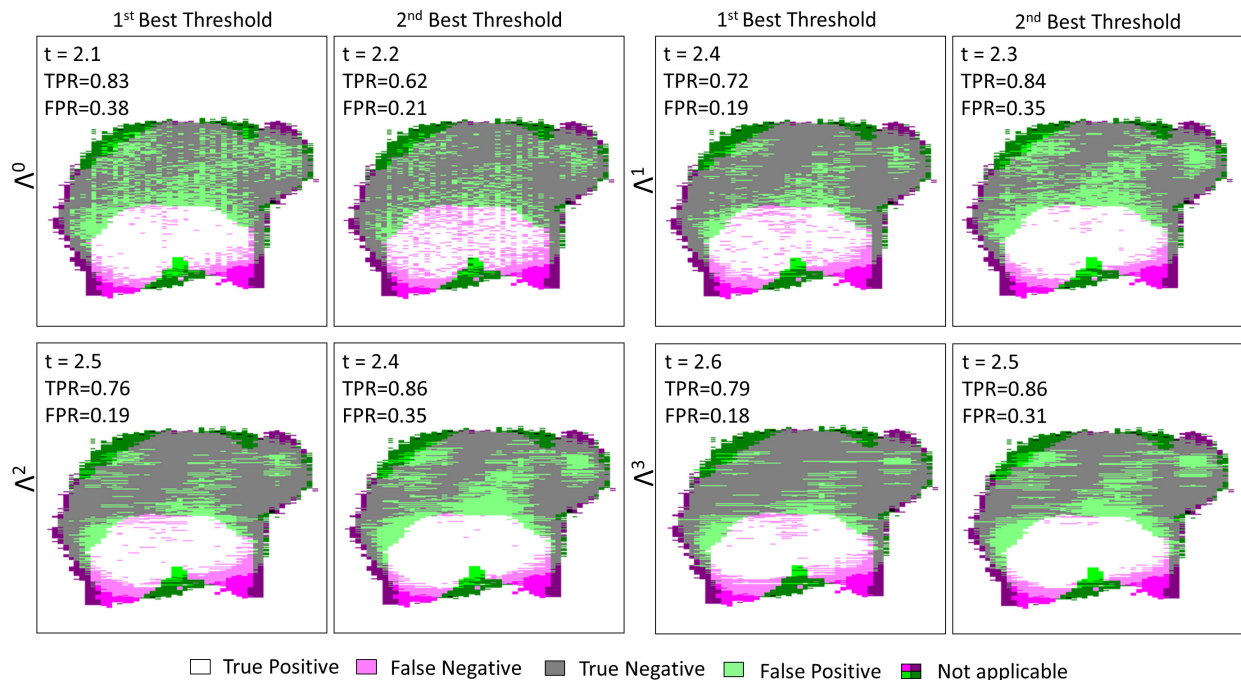 1st Best Threshold
2nd Best Threshold
1st Best Threshold
2nd Best Threshold
Λ0
t = 2.1
TPR=0.83
FPR=0.38
t = 2.2
TPR=0.62
FPR=0.21
Λ1
t = 2.4
TPR=0.72
FPR=0.19
t = 2.3
TPR=0.84
FPR=0.35
Λ2
t = 2.5
TPR=0.76
FPR=0.19
t = 2.4
TPR=0.86
FPR=0.35
Λ3
t = 2.6
TPR=0.79
FPR=0.18
t = 2.5
TPR=0.86
FPR=0.31
True Positive False Negative True Negative False Positive Not applicable